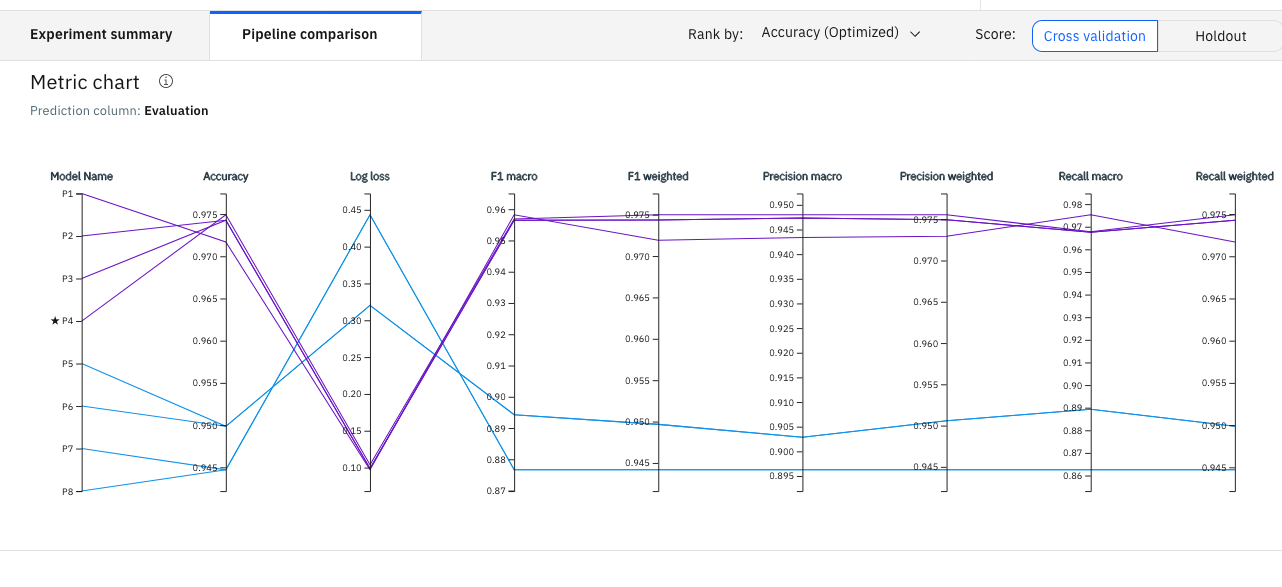 Experiment summary
Pipeline comparison
Rank by:
Accuracy (Optimized)
Score:
Cross validation
Holdout
Metric chart
Prediction column: Evaluation
Model Name
P1
P2
P3
★ P4
P5
P6
P7
P8
Accuracy
0.975
0.970
0.965
0.960
0.955
0.950
0.945
Log loss
0.45
0.40
0.35
0.30
0.25
0.20
0.15
0.10
F1 macro
0.96
0.95
0.94
0.93
0.92
0.91
0.90
0.89
0.88
0.87
F1 weighted
0.975
0.970
0.965
0.960
0.955
0.950
0.945
Precision macro
0.950
0.945
0.940
0.935
0.930
0.925
0.920
0.915
0.910
0.905
0.900
0.895
Precision weighted
0.975
0.970
0.965
0.960
0.955
0.950
0.945
Recall macro
0.98
0.97
0.96
0.95
0.94
0.93
0.92
0.91
0.90
0.89
0.88
0.87
0.86
Recall weighted
0.975
0.970
0.965
0.960
0.955
0.950
0.945